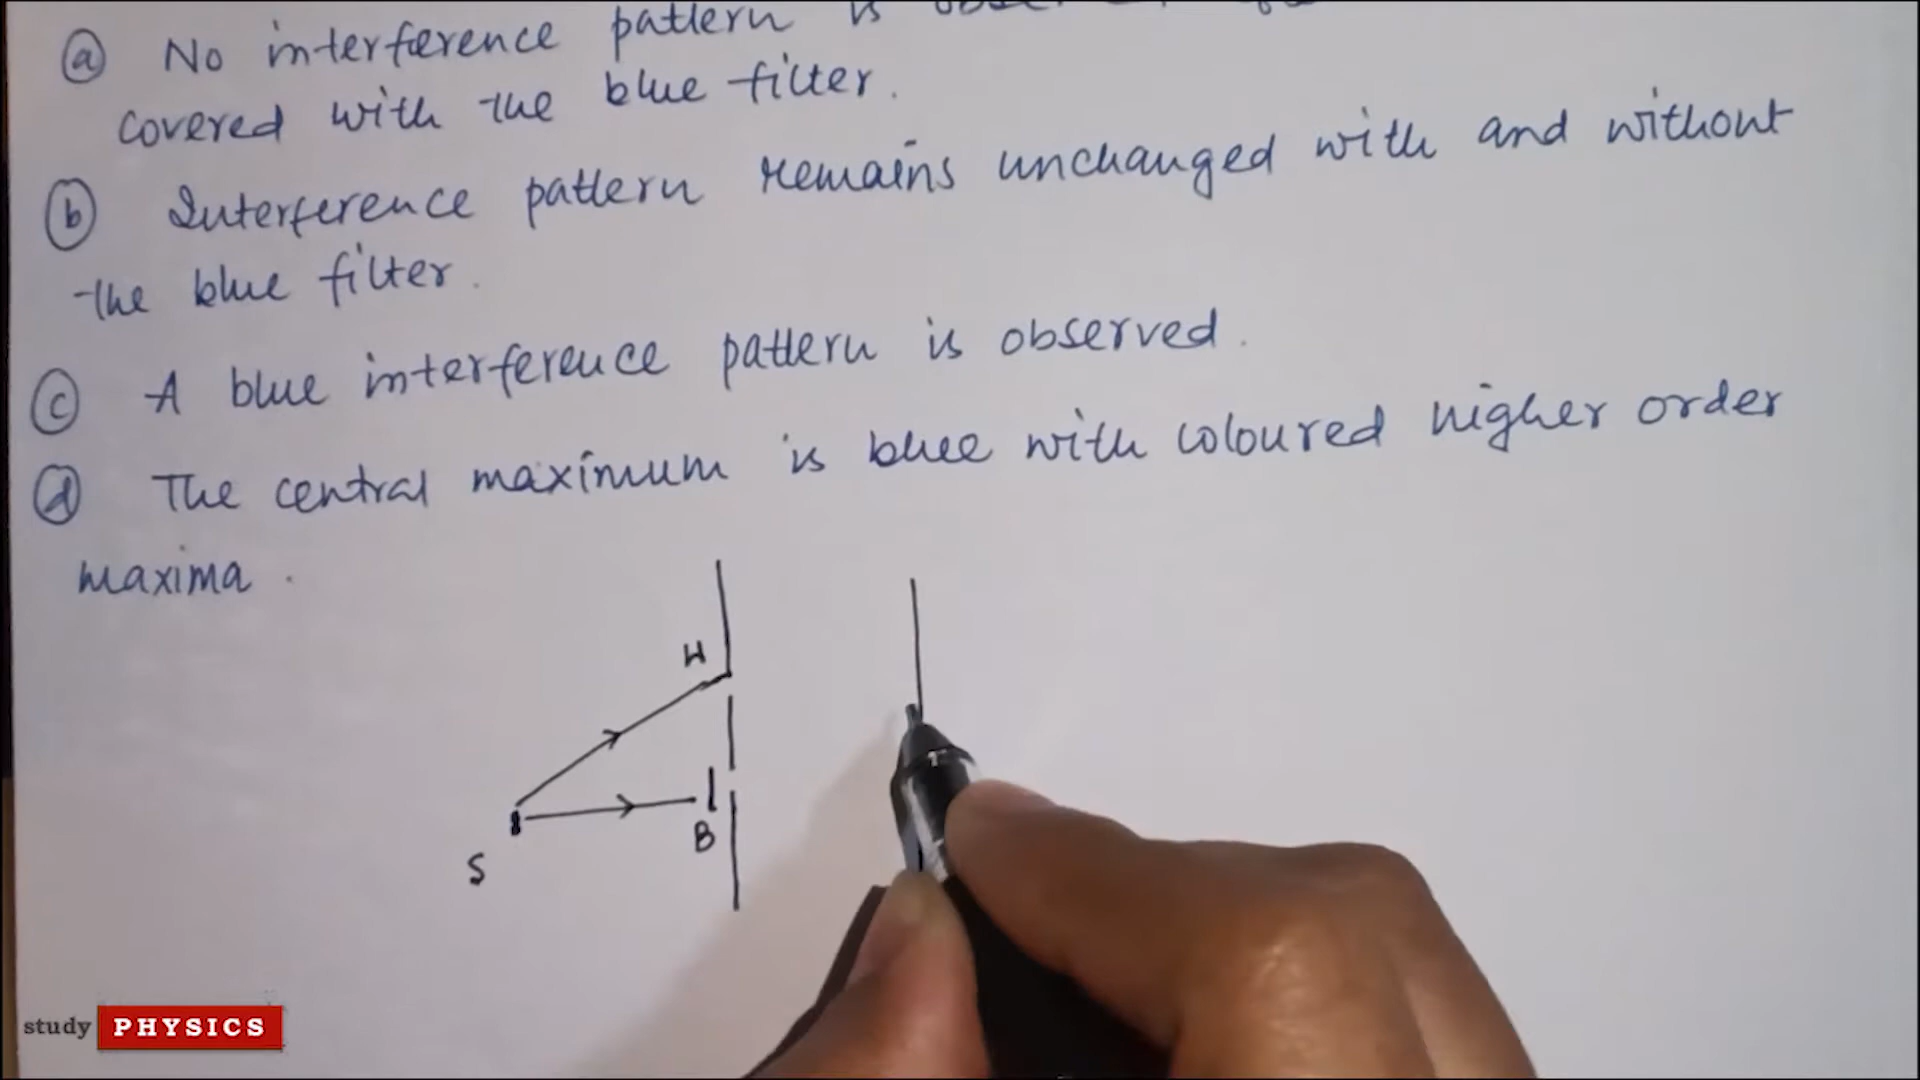 ⓐ No interference pattern is
covered with the blue filter.
ⓑ Interference pattern remains unchanged with and without
the blue filter.
ⓒ A blue interference pattern is observed.
ⓓ The central maximum is blue with coloured higher order
maxima.
H
B
S
study PHYSICS